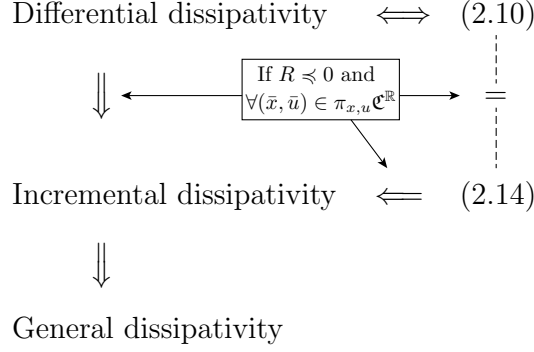 Differential dissipativity ⟺ (2.10)
If R ≼ 0 and
∀(x̄, ū) ∈ π_{x,u}𝕮^ℝ
⇓ =
Incremental dissipativity ⟸ (2.14)
⇓
General dissipativity